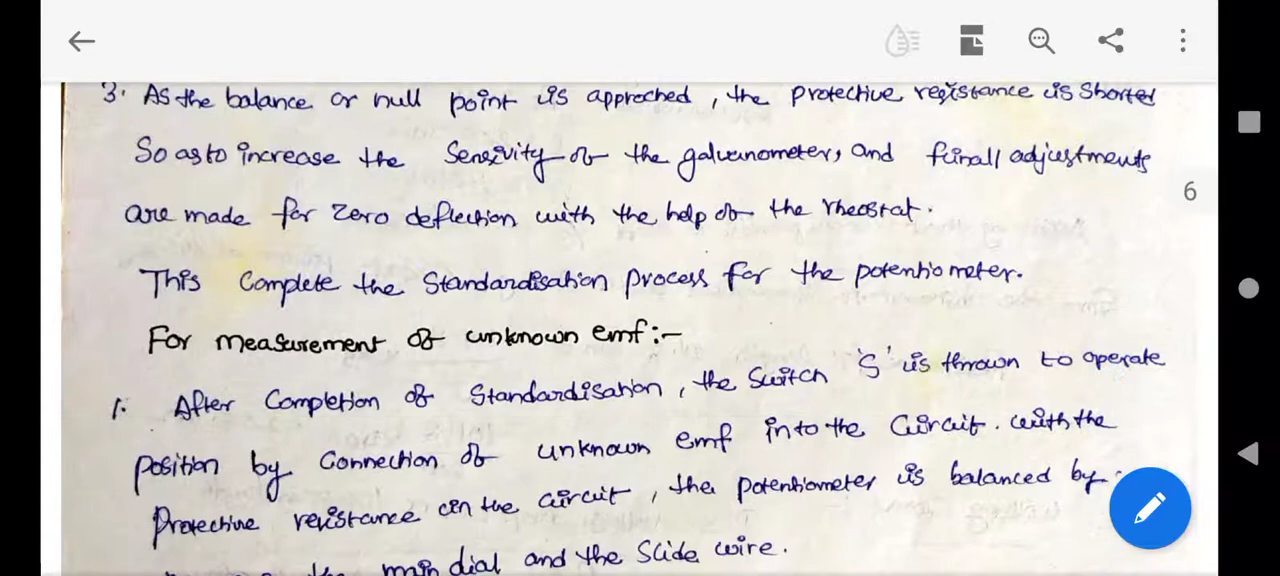 3. As the balance or null point is approched, the protective registance is shorted
So as to increase the Sensivity of the galvanometer, and finall adjustments
are made for zero deflection with the help of the rheostat.
This Complete the Standardisation process for the potentiometer.
For measurement of unknown emf:-
1. After Completion of Standardisation, the switch 'S' is thrown to operate
position by Connection of unknown emf into the Circuit. with the
Protective resistance in the circuit, the potentiometer is balanced by
the main dial and the Slide wire.
6